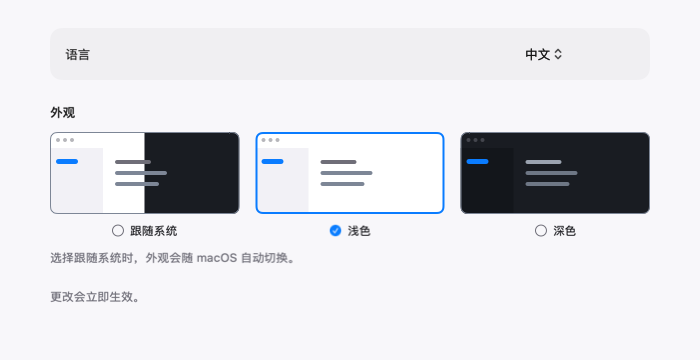 语言
中文
外观
跟随系统
浅色
深色
选择跟随系统时，外观会随 macOS 自动切换。
更改会立即生效。